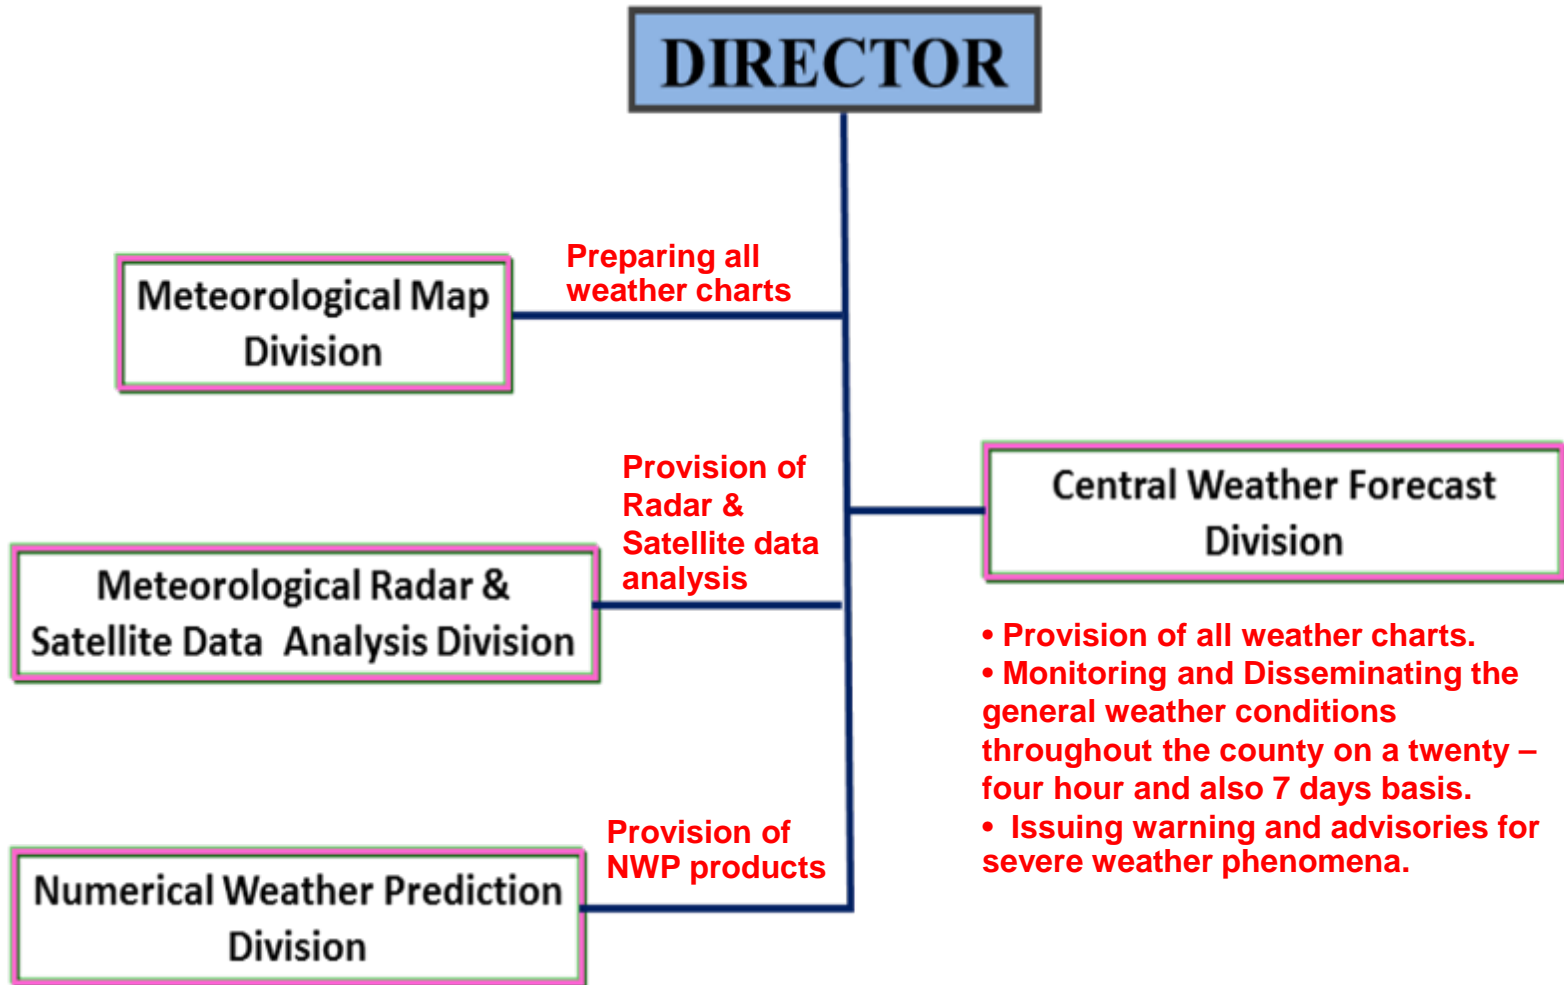 DIRECTOR
Preparing all
weather charts
Meteorological Map
Division
Provision of
Radar &
Satellite data
analysis
Meteorological Radar &
Satellite Data  Analysis Division
Central Weather Forecast
Division
• Provision of all weather charts.
• Monitoring and Disseminating the
general weather conditions
throughout the county on a twenty –
four hour and also 7 days basis.
•  Issuing warning and advisories for
severe weather phenomena.
Provision of
NWP products
Numerical Weather Prediction
Division